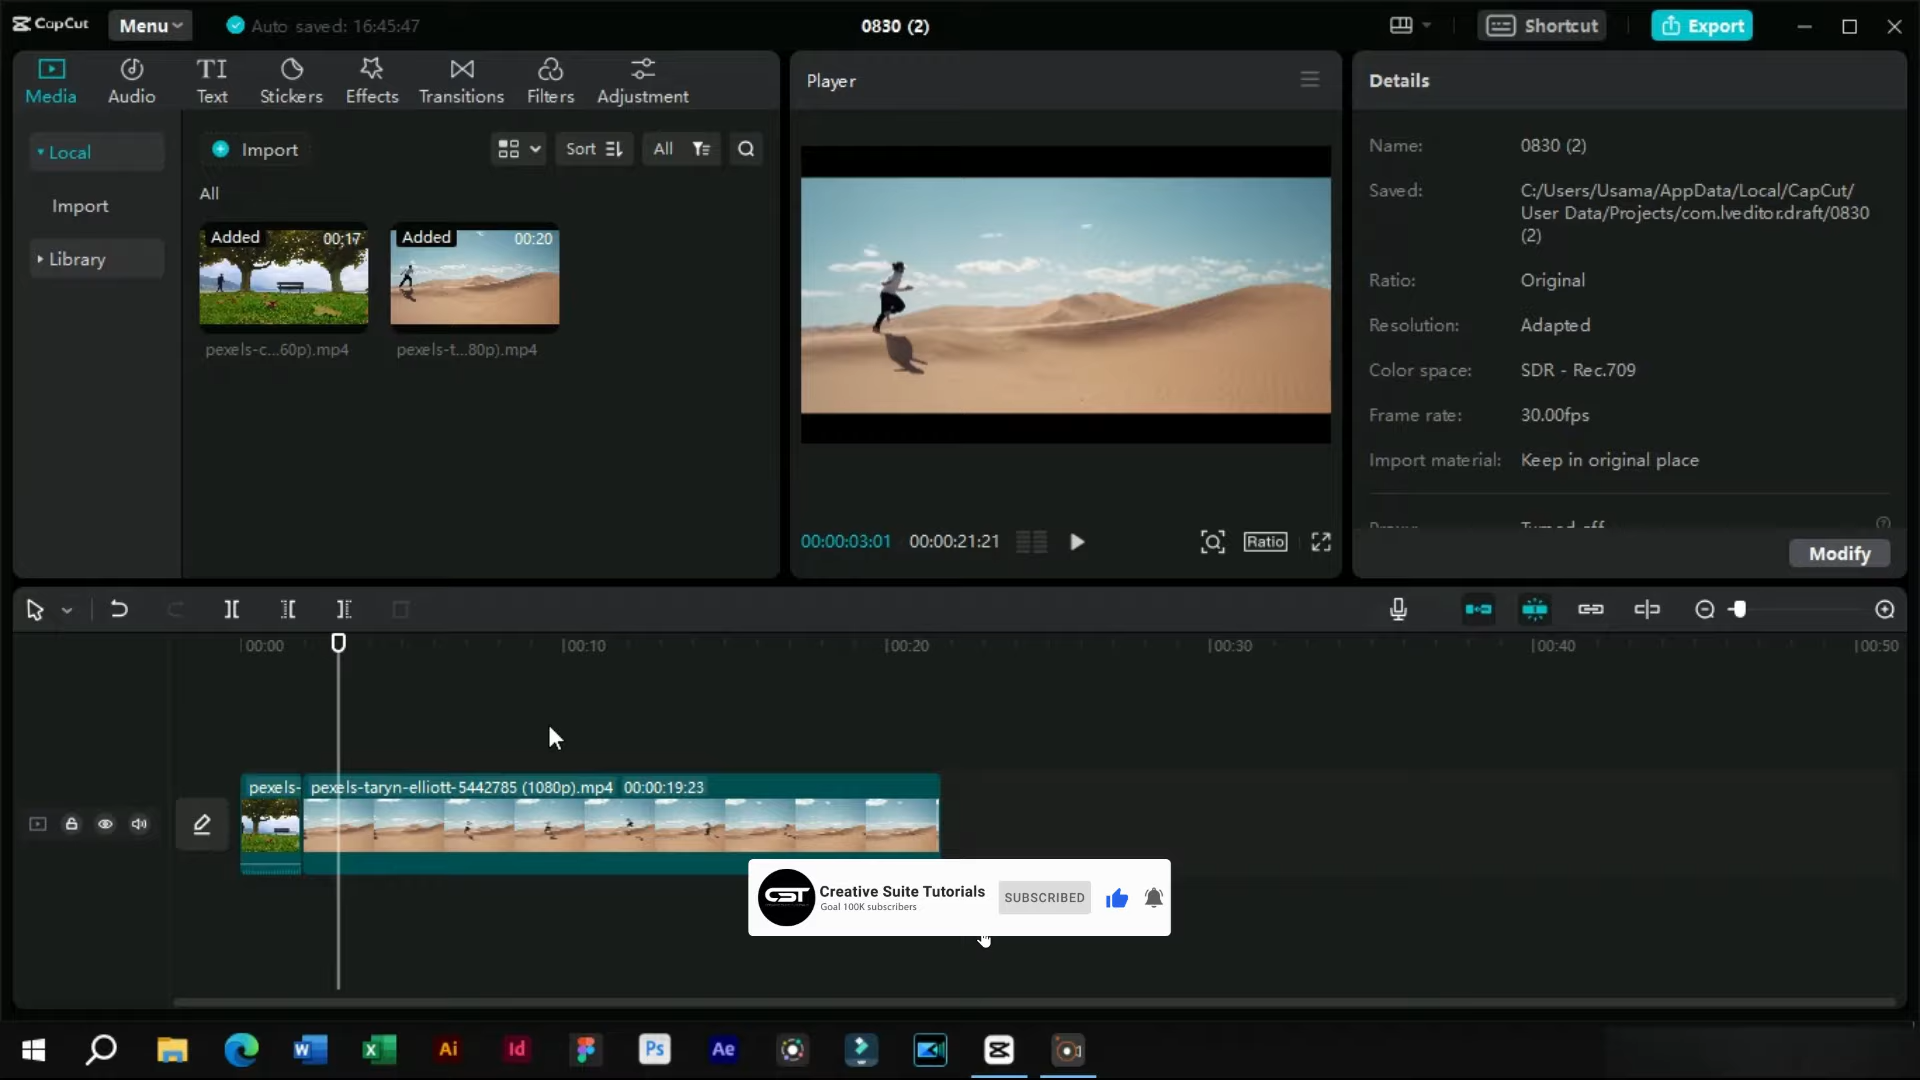 CapCut
Menu
Auto saved: 16:45:47
0830 (2)
Shortcut
Export
Media
Audio
TI
Text
Stickers
Effects
Transitions
Filters
Adjustment
Local
Import
Library
Import
Sort
All
All
Added
00:17
Added
00:20
pexels-c...60p).mp4
pexels-t...80p).mp4
Player
00:00:03:01
00:00:21:21
Ratio
Details
Name:
0830 (2)
Saved:
C:/Users/Usama/AppData/Local/CapCut/
User Data/Projects/com.lveditor.draft/0830
(2)
Ratio:
Original
Resolution:
Adapted
Color space:
SDR - Rec.709
Frame rate:
30.00fps
Import material:
Keep in original place
Modify
00:00
00:10
00:20
00:30
00:40
00:50
pexels-
pexels-taryn-elliott-5442785 (1080p).mp4 00:00:19:23
CST
Creative Suite Tutorials
Goal 100K subscribers
SUBSCRIBED
W
X
Ai
Id
Ps
Ae